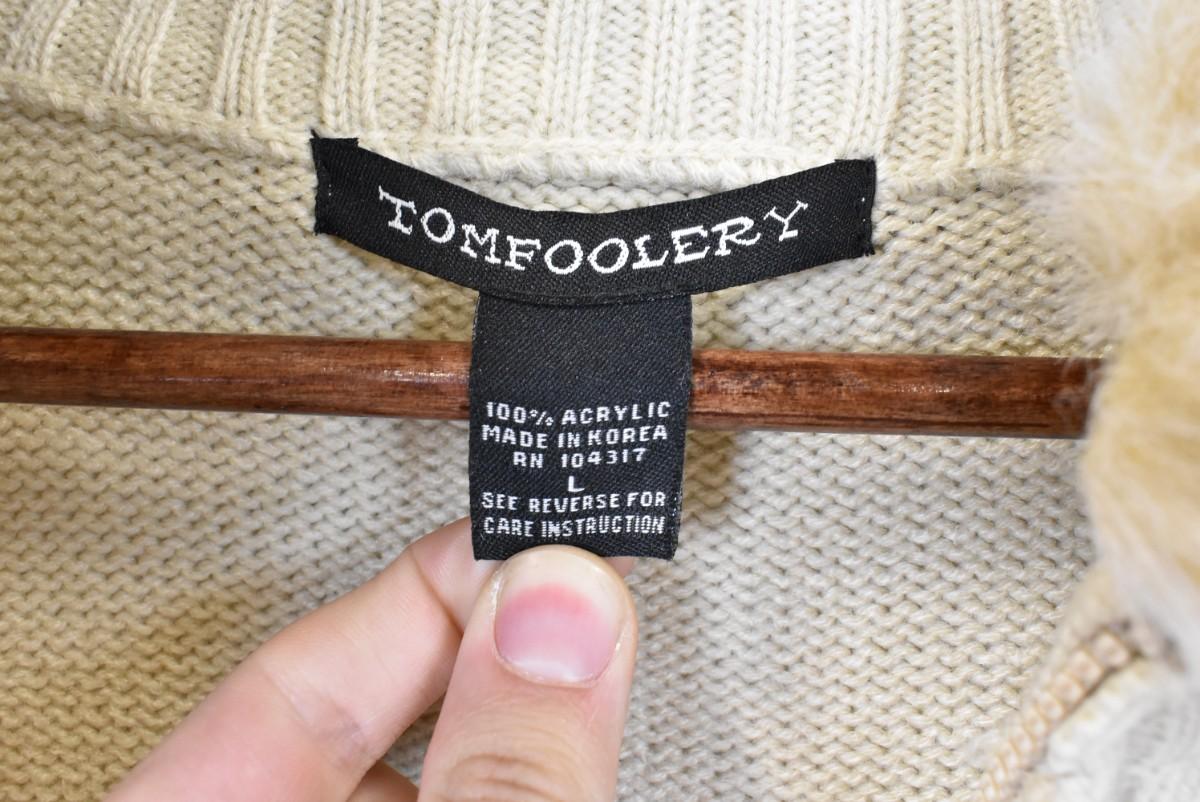 TOMFOOLERY
100% ACRYLIC
MADE IN KOREA
RN 104317
L
SEE REVERSE FOR
CARE INSTRUCTION